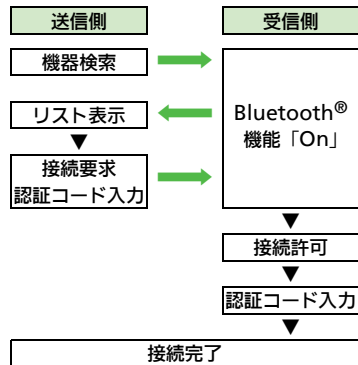 送信側
受信側
機器検索
リスト表示
▼
接続要求
認証コード入力
Bluetooth®
機能「On」
▼
接続許可
▼
認証コード入力
▼
接続完了